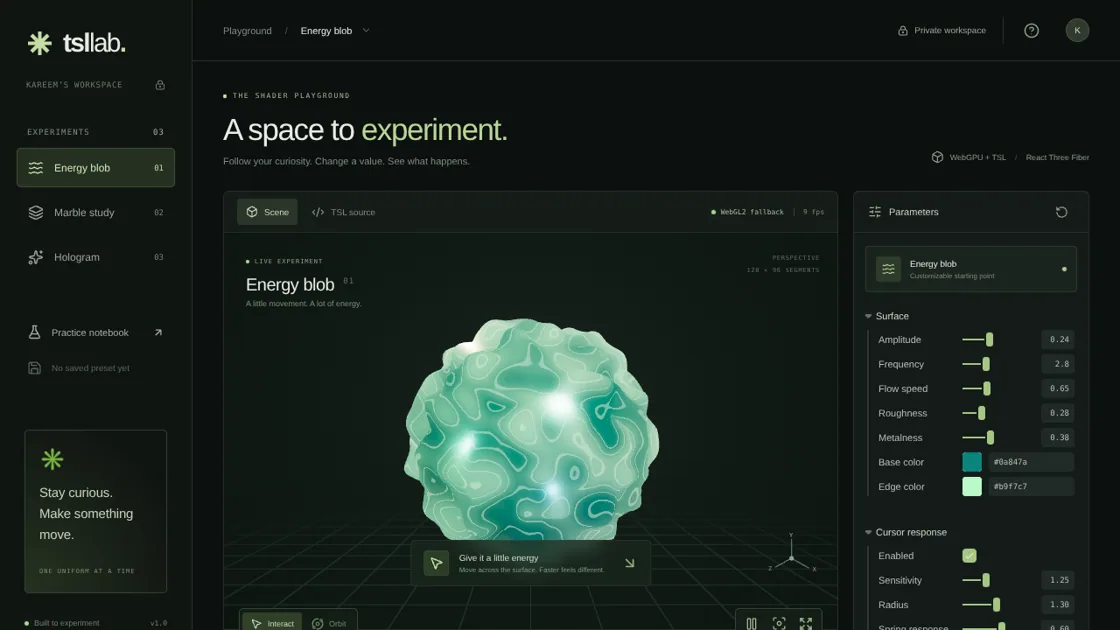 tsllab.
KAREEM'S WORKSPACE
EXPERIMENTS 03
Energy blob 01
Marble study 02
Hologram 03
Practice notebook
No saved preset yet
Stay curious.
Make something
move.
ONE UNIFORM AT A TIME
Built to experiment v1.0
Playground / Energy blob
Private workspace
K
THE SHADER PLAYGROUND
A space to experiment.
Follow your curiosity. Change a value. See what happens.
WebGPU + TSL / React Three Fiber
Scene
TSL source
WebGL2 fallback | 9 fps
LIVE EXPERIMENT
Energy blob 01
A little movement. A lot of energy.
PERSPECTIVE
128 × 96 SEGMENTS
Give it a little energy
Move across the surface. Faster feels different.
Y
Z X
Interact
Orbit
Parameters
Energy blob
Customizable starting point
Surface
Amplitude 0.24
Frequency 2.8
Flow speed 0.65
Roughness 0.28
Metalness 0.38
Base color #0a847a
Edge color #b9f7c7
Cursor response
Enabled
Sensitivity 1.25
Radius 1.30
Spring response 0.60